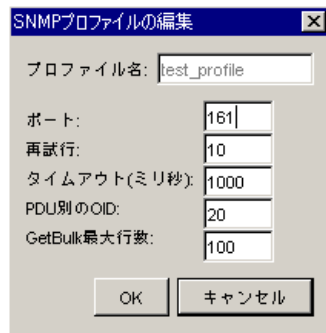 SNMPプロファイルの編集
プロファイル名: test_profile
ポート: 161
再試行: 10
タイムアウト(ミリ秒): 1000
PDU別のOID: 20
GetBulk最大行数: 100
OK キャンセル